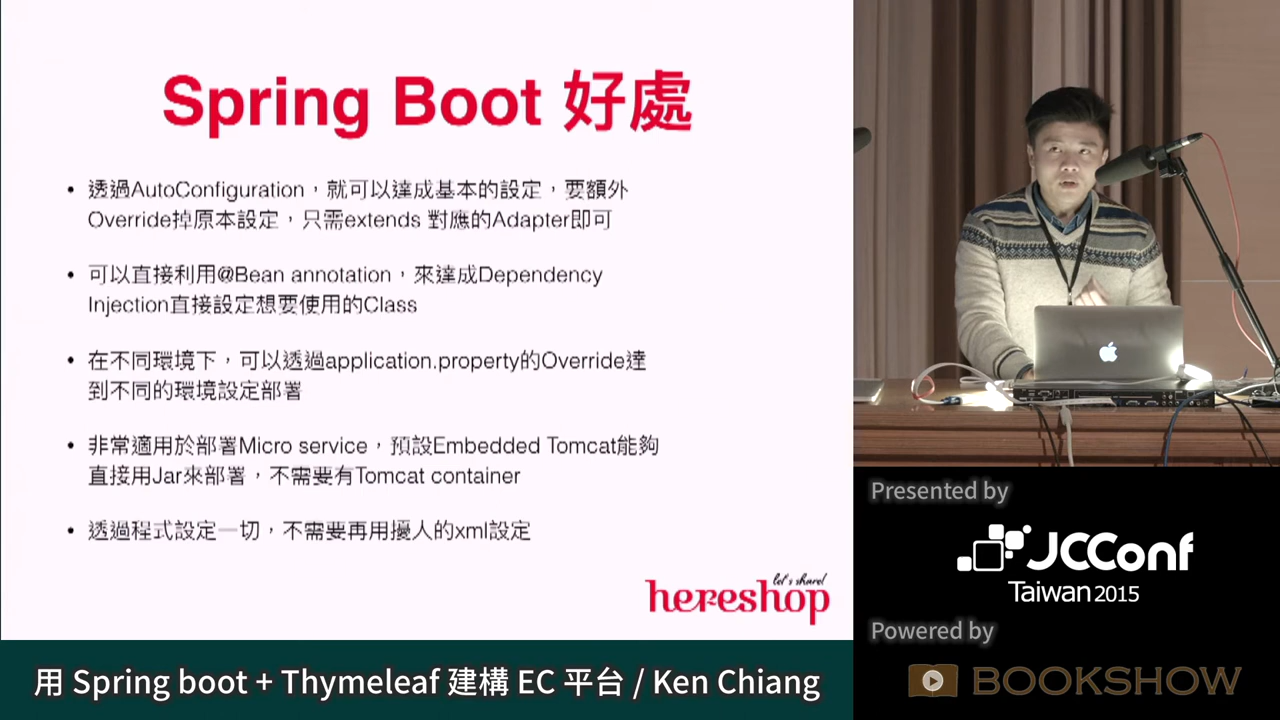 Spring Boot 好處
• 透過AutoConfiguration，就可以達成基本的設定，要額外
Override掉原本設定，只需extends 對應的Adapter即可
• 可以直接利用@Bean annotation，來達成Dependency
Injection直接設定想要使用的Class
• 在不同環境下，可以透過application.property的Override達
到不同的環境設定部署
• 非常適用於部署Micro service，預設Embedded Tomcat能夠
直接用Jar來部署，不需要有Tomcat container
• 透過程式設定一切，不需要再用擾人的xml設定
let's share!
hereshop
用 Spring boot + Thymeleaf 建構 EC 平台 / Ken Chiang
Presented by
JCConf
Taiwan 2015
Powered by
BOOKSHOW